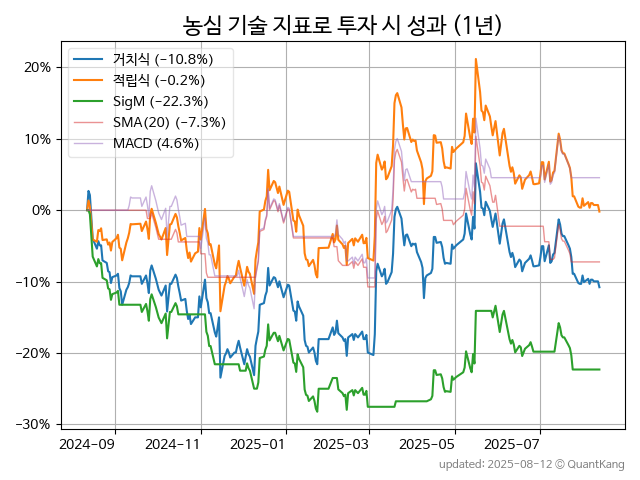 농심 기술 지표로 투자 시 성과 (1년)
거치식 (−10.8%)
적립식 (−0.2%)
SigM (−22.3%)
SMA(20) (−7.3%)
MACD (4.6%)
20%
10%
0%
−10%
−20%
−30%
2024−09 2024−11 2025−01 2025−03 2025−05 2025−07
updated: 2025-08-12 © QuantKang